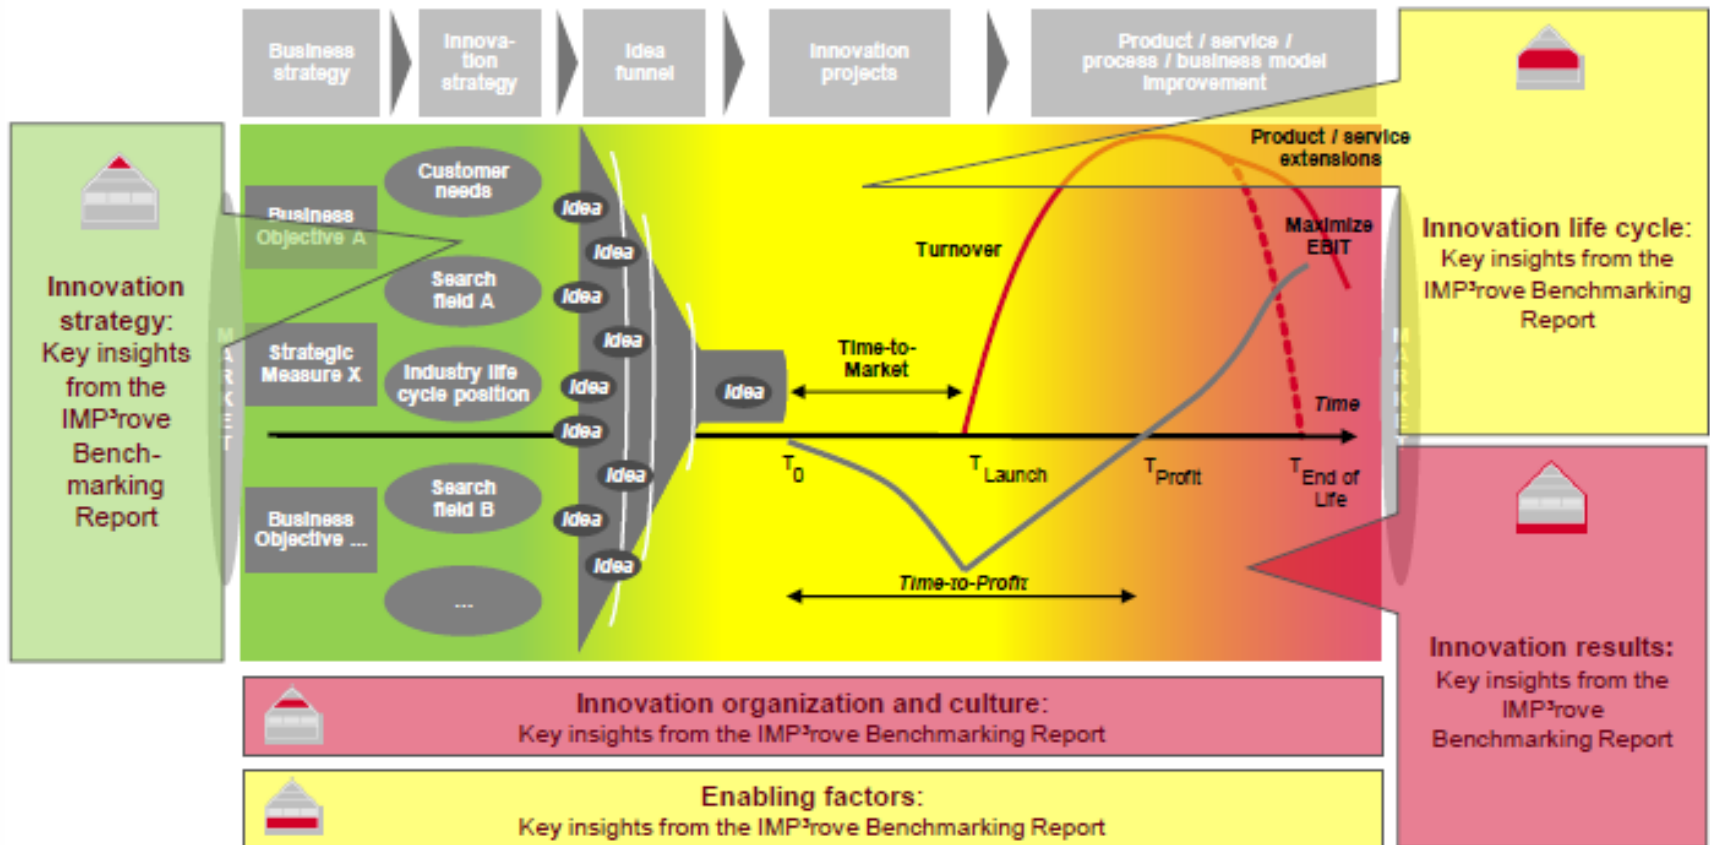 Business
strategy
Innova-
tion
strategy
Idea
funnel
Innovation
projects
Product / service /
process / business model
improvement
Innovation
strategy:
Key insights
from the
IMP³rove
Bench-
marking
Report
MARKET
Business
Objective A
Strategic
Measure X
Business
Objective ...
Customer
needs
Search
field A
Industry life
cycle position
Search
field B
...
Idea
Idea
Idea
Idea
Idea
Idea
Idea
Idea
Idea
Idea
Turnover
Time-to-
Market
Product / service
extensions
Maximize
EBIT
Time
T0
TLaunch
TProfit
TEnd of
Life
Time-to-Profit
MARKET
Innovation life cycle:
Key insights from the
IMP³rove Benchmarking
Report
Innovation results:
Key insights from the
IMP³rove
Benchmarking Report
Innovation organization and culture:
Key insights from the IMP³rove Benchmarking Report
Enabling factors:
Key insights from the IMP³rove Benchmarking Report